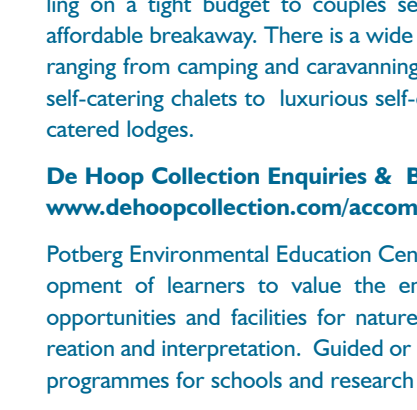 ling on a tight budget to couples se
affordable breakaway. There is a wide
ranging from camping and caravanning
self-catering chalets to luxurious self-
catered lodges.
De Hoop Collection Enquiries & B
www.dehoopcollection.com/accom
Potberg Environmental Education Cen
opment of learners to value the en
opportunities and facilities for nature
reation and interpretation. Guided or
programmes for schools and research